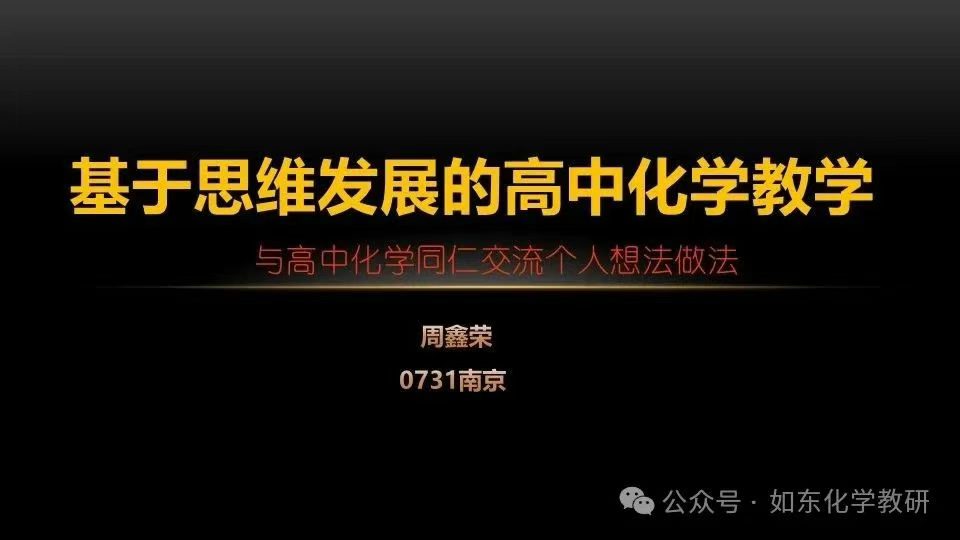 基于思维发展的高中化学教学
与高中化学同仁交流个人想法做法
周鑫荣
0731南京
公众号·如东化学教研